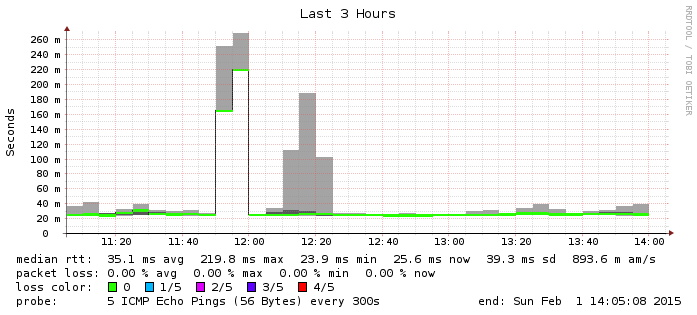 Last 3 Hours
RRDTOOL / TOBI OETIKER
Seconds
260 m
240 m
220 m
200 m
180 m
160 m
140 m
120 m
100 m
80 m
60 m
40 m
20 m
0
11:20 11:40 12:00 12:20 12:40 13:00 13:20 13:40 14:00
median rtt: 35.1 ms avg 219.8 ms max 23.9 ms min 25.6 ms now 39.3 ms sd 893.6 m am/s
packet loss: 0.00 % avg 0.00 % max 0.00 % min 0.00 % now
loss color: 0 1/5 2/5 3/5 4/5
probe: 5 ICMP Echo Pings (56 Bytes) every 300s end: Sun Feb 1 14:05:08 2015